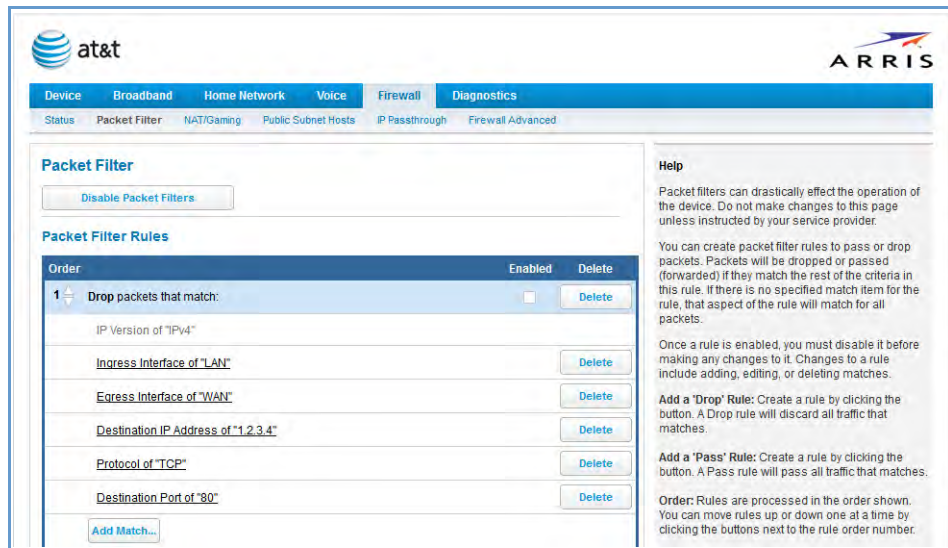 at&t
ARRIS
Device Broadband Home Network Voice Firewall Diagnostics
Status Packet Filter NAT/Gaming Public Subnet Hosts IP Passthrough Firewall Advanced
Packet Filter
Disable Packet Filters
Packet Filter Rules
Order Enabled Delete
1 Drop packets that match: Delete
IP Version of "IPv4"
Ingress Interface of "LAN" Delete
Egress Interface of "WAN" Delete
Destination IP Address of "1.2.3.4" Delete
Protocol of "TCP" Delete
Destination Port of "80" Delete
Add Match...
Help
Packet filters can drastically effect the operation of
the device. Do not make changes to this page
unless instructed by your service provider.
You can create packet filter rules to pass or drop
packets. Packets will be dropped or passed
(forwarded) if they match the rest of the criteria in
this rule. If there is no specified match item for the
rule, that aspect of the rule will match for all
packets.
Once a rule is enabled, you must disable it before
making any changes to it. Changes to a rule
include adding, editing, or deleting matches.
Add a 'Drop' Rule: Create a rule by clicking the
button. A Drop rule will discard all traffic that
matches.
Add a 'Pass' Rule: Create a rule by clicking the
button. A Pass rule will pass all traffic that matches.
Order: Rules are processed in the order shown.
You can move rules up or down one at a time by
clicking the buttons next to the rule order number.